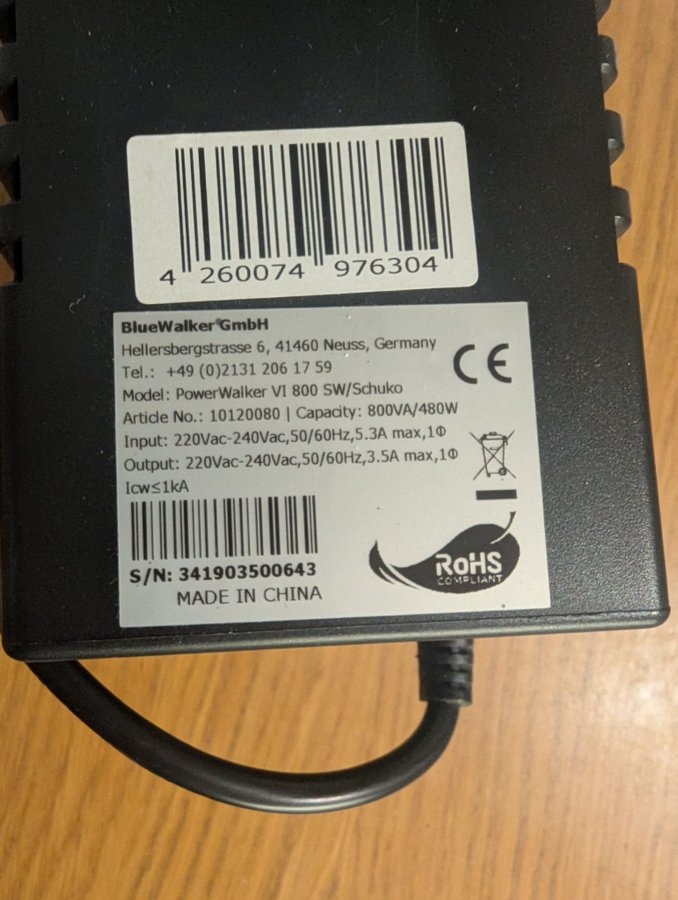 4 260074 976304
BlueWalker®GmbH
Hellersbergstrasse 6, 41460 Neuss, Germany
Tel.: +49 (0)2131 206 17 59
Model: PowerWalker VI 800 SW/Schuko
Article No.: 10120080 | Capacity: 800VA/480W
Input: 220Vac-240Vac,50/60Hz,5.3A max,1Φ
Output: 220Vac-240Vac,50/60Hz,3.5A max,1Φ
Icw≤1kA
CE
S/N: 341903500643
MADE IN CHINA
RoHS
COMPLIANT